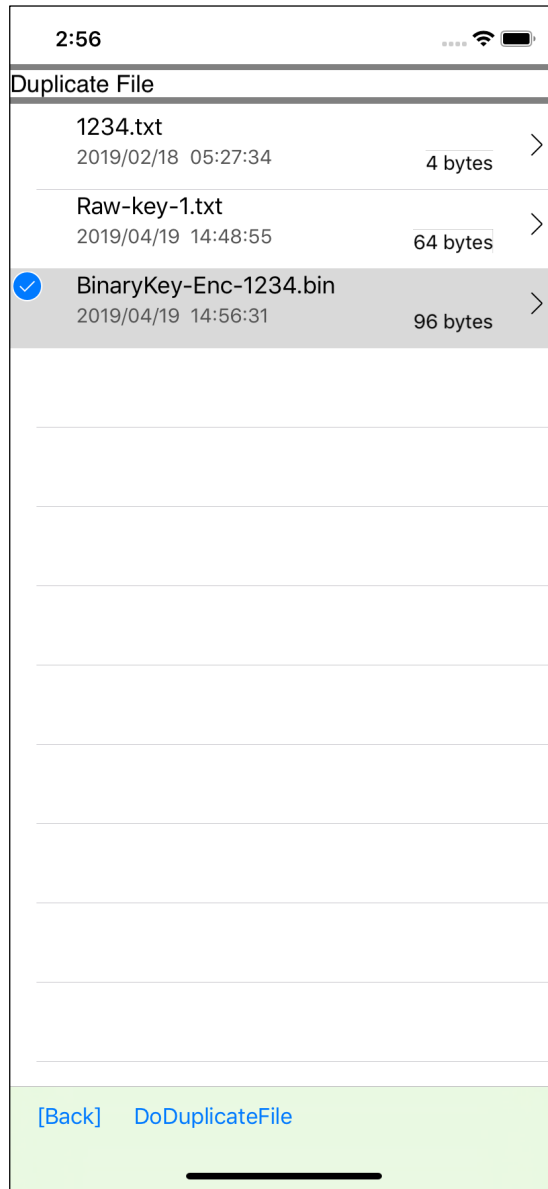 2:56
Duplicate File
1234.txt
2019/02/18 05:27:34
4 bytes
Raw-key-1.txt
2019/04/19 14:48:55
64 bytes
BinaryKey-Enc-1234.bin
2019/04/19 14:56:31
96 bytes
[Back] DoDuplicateFile